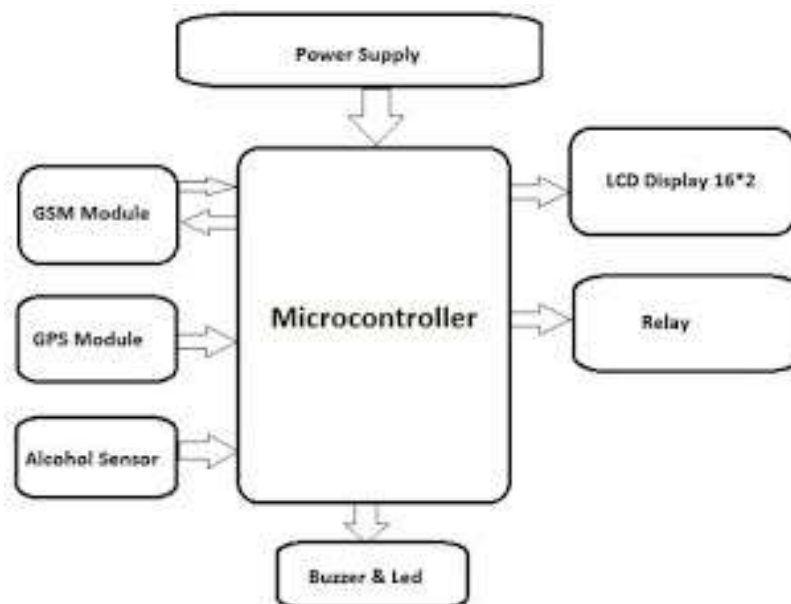 Power Supply
GSM Module
LCD Display 16*2
Microcontroller
GPS Module
Relay
Alcohol Sensor
Buzzer & Led